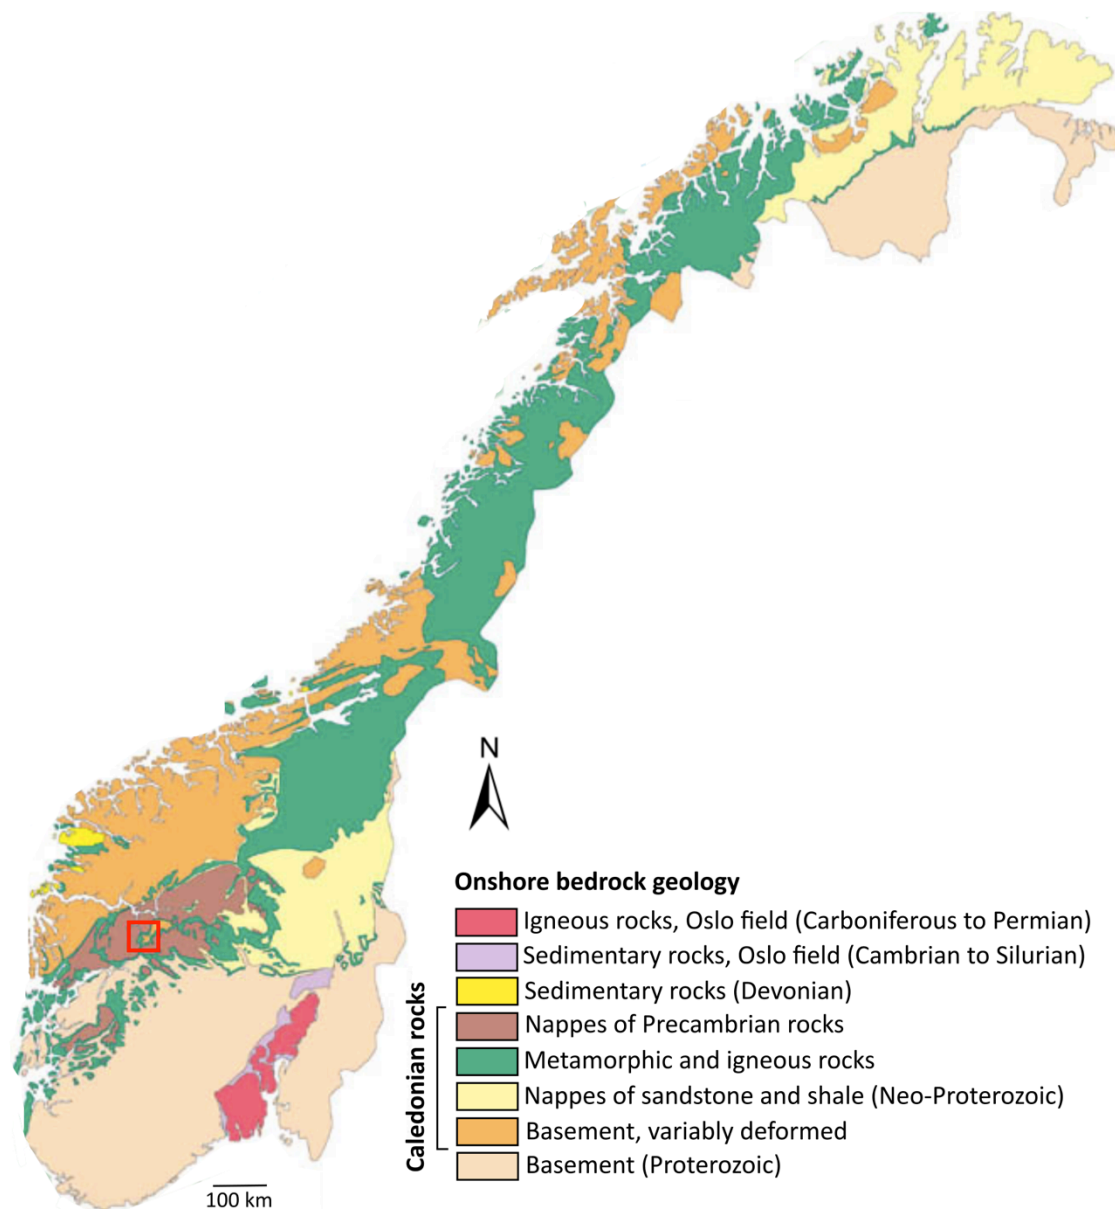 N
Onshore bedrock geology
Igneous rocks, Oslo field (Carboniferous to Permian)
Sedimentary rocks, Oslo field (Cambrian to Silurian)
Sedimentary rocks (Devonian)
Caledonian rocks
Nappes of Precambrian rocks
Metamorphic and igneous rocks
Nappes of sandstone and shale (Neo-Proterozoic)
Basement, variably deformed
Basement (Proterozoic)
100 km